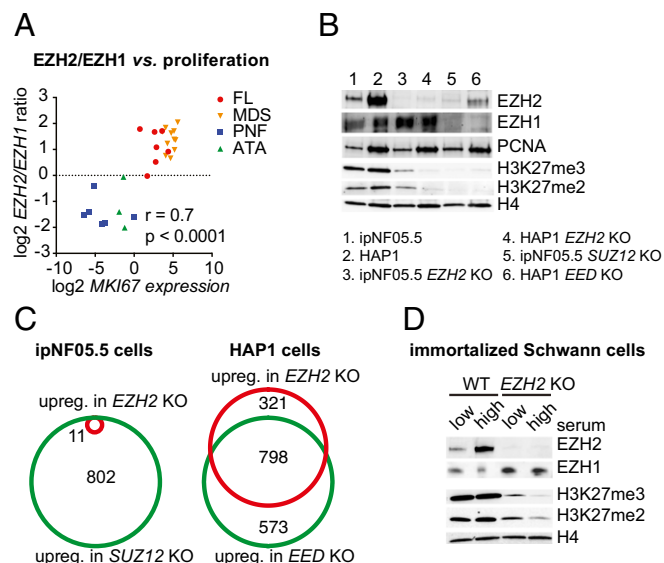 A
EZH2/EZH1 vs. proliferation
log2 EZH2/EZH1 ratio
3
2
1
0
-1
-2
-3
-10 -5 0 5 10
log2 MKI67 expression
FL
MDS
PNF
ATA
r = 0.7
p < 0.0001
B
1 2 3 4 5 6
EZH2
EZH1
PCNA
H3K27me3
H3K27me2
H4
1. ipNF05.5
2. HAP1
3. ipNF05.5 EZH2 KO
4. HAP1 EZH2 KO
5. ipNF05.5 SUZ12 KO
6. HAP1 EED KO
C
ipNF05.5 cells
upreg. in EZH2 KO
11
802
upreg. in SUZ12 KO
HAP1 cells
upreg. in EZH2 KO
321
798
573
upreg. in EED KO
D
immortalized Schwann cells
WT EZH2 KO
low high low high serum
EZH2
EZH1
H3K27me3
H3K27me2
H4